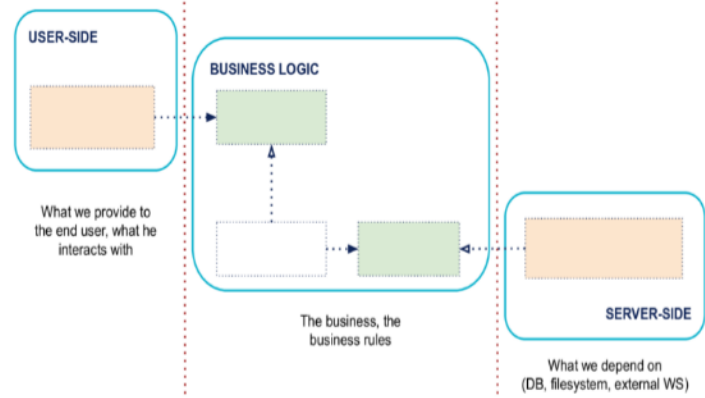 USER-SIDE
What we provide to
the end user, what he
interacts with
BUSINESS LOGIC
The business, the
business rules
SERVER-SIDE
What we depend on
(DB, filesystem, external WS)